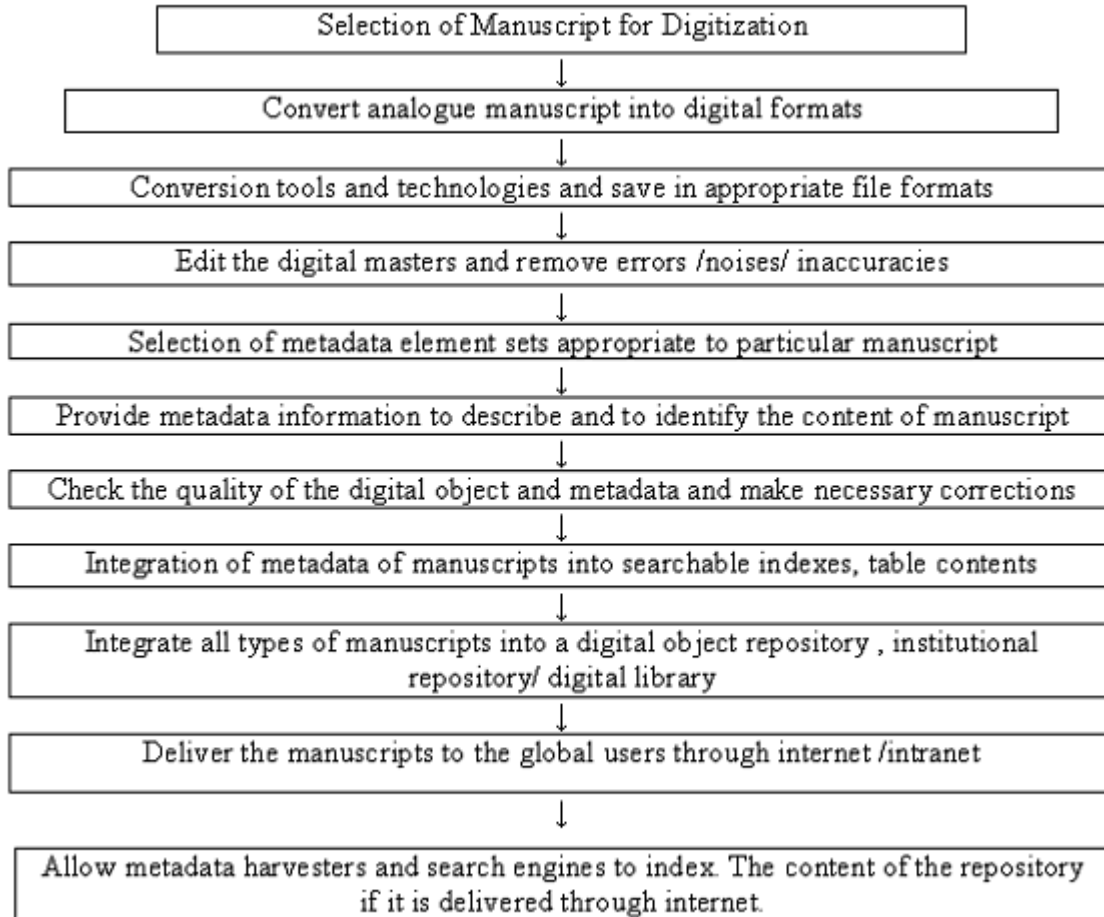 Selection of Manuscript for Digitization
Convert analogue manuscript into digital formats
Conversion tools and technologies and save in appropriate file formats
Edit the digital masters and remove errors /noises/ inaccuracies
Selection of metadata element sets appropriate to particular manuscript
Provide metadata information to describe and to identify the content of manuscript
Check the quality of the digital object and metadata and make necessary corrections
Integration of metadata of manuscripts into searchable indexes, table contents
Integrate all types of manuscripts into a digital object repository , institutional
repository/ digital library
Deliver the manuscripts to the global users through internet /intranet
Allow metadata harvesters and search engines to index. The content of the repository
if it is delivered through internet.